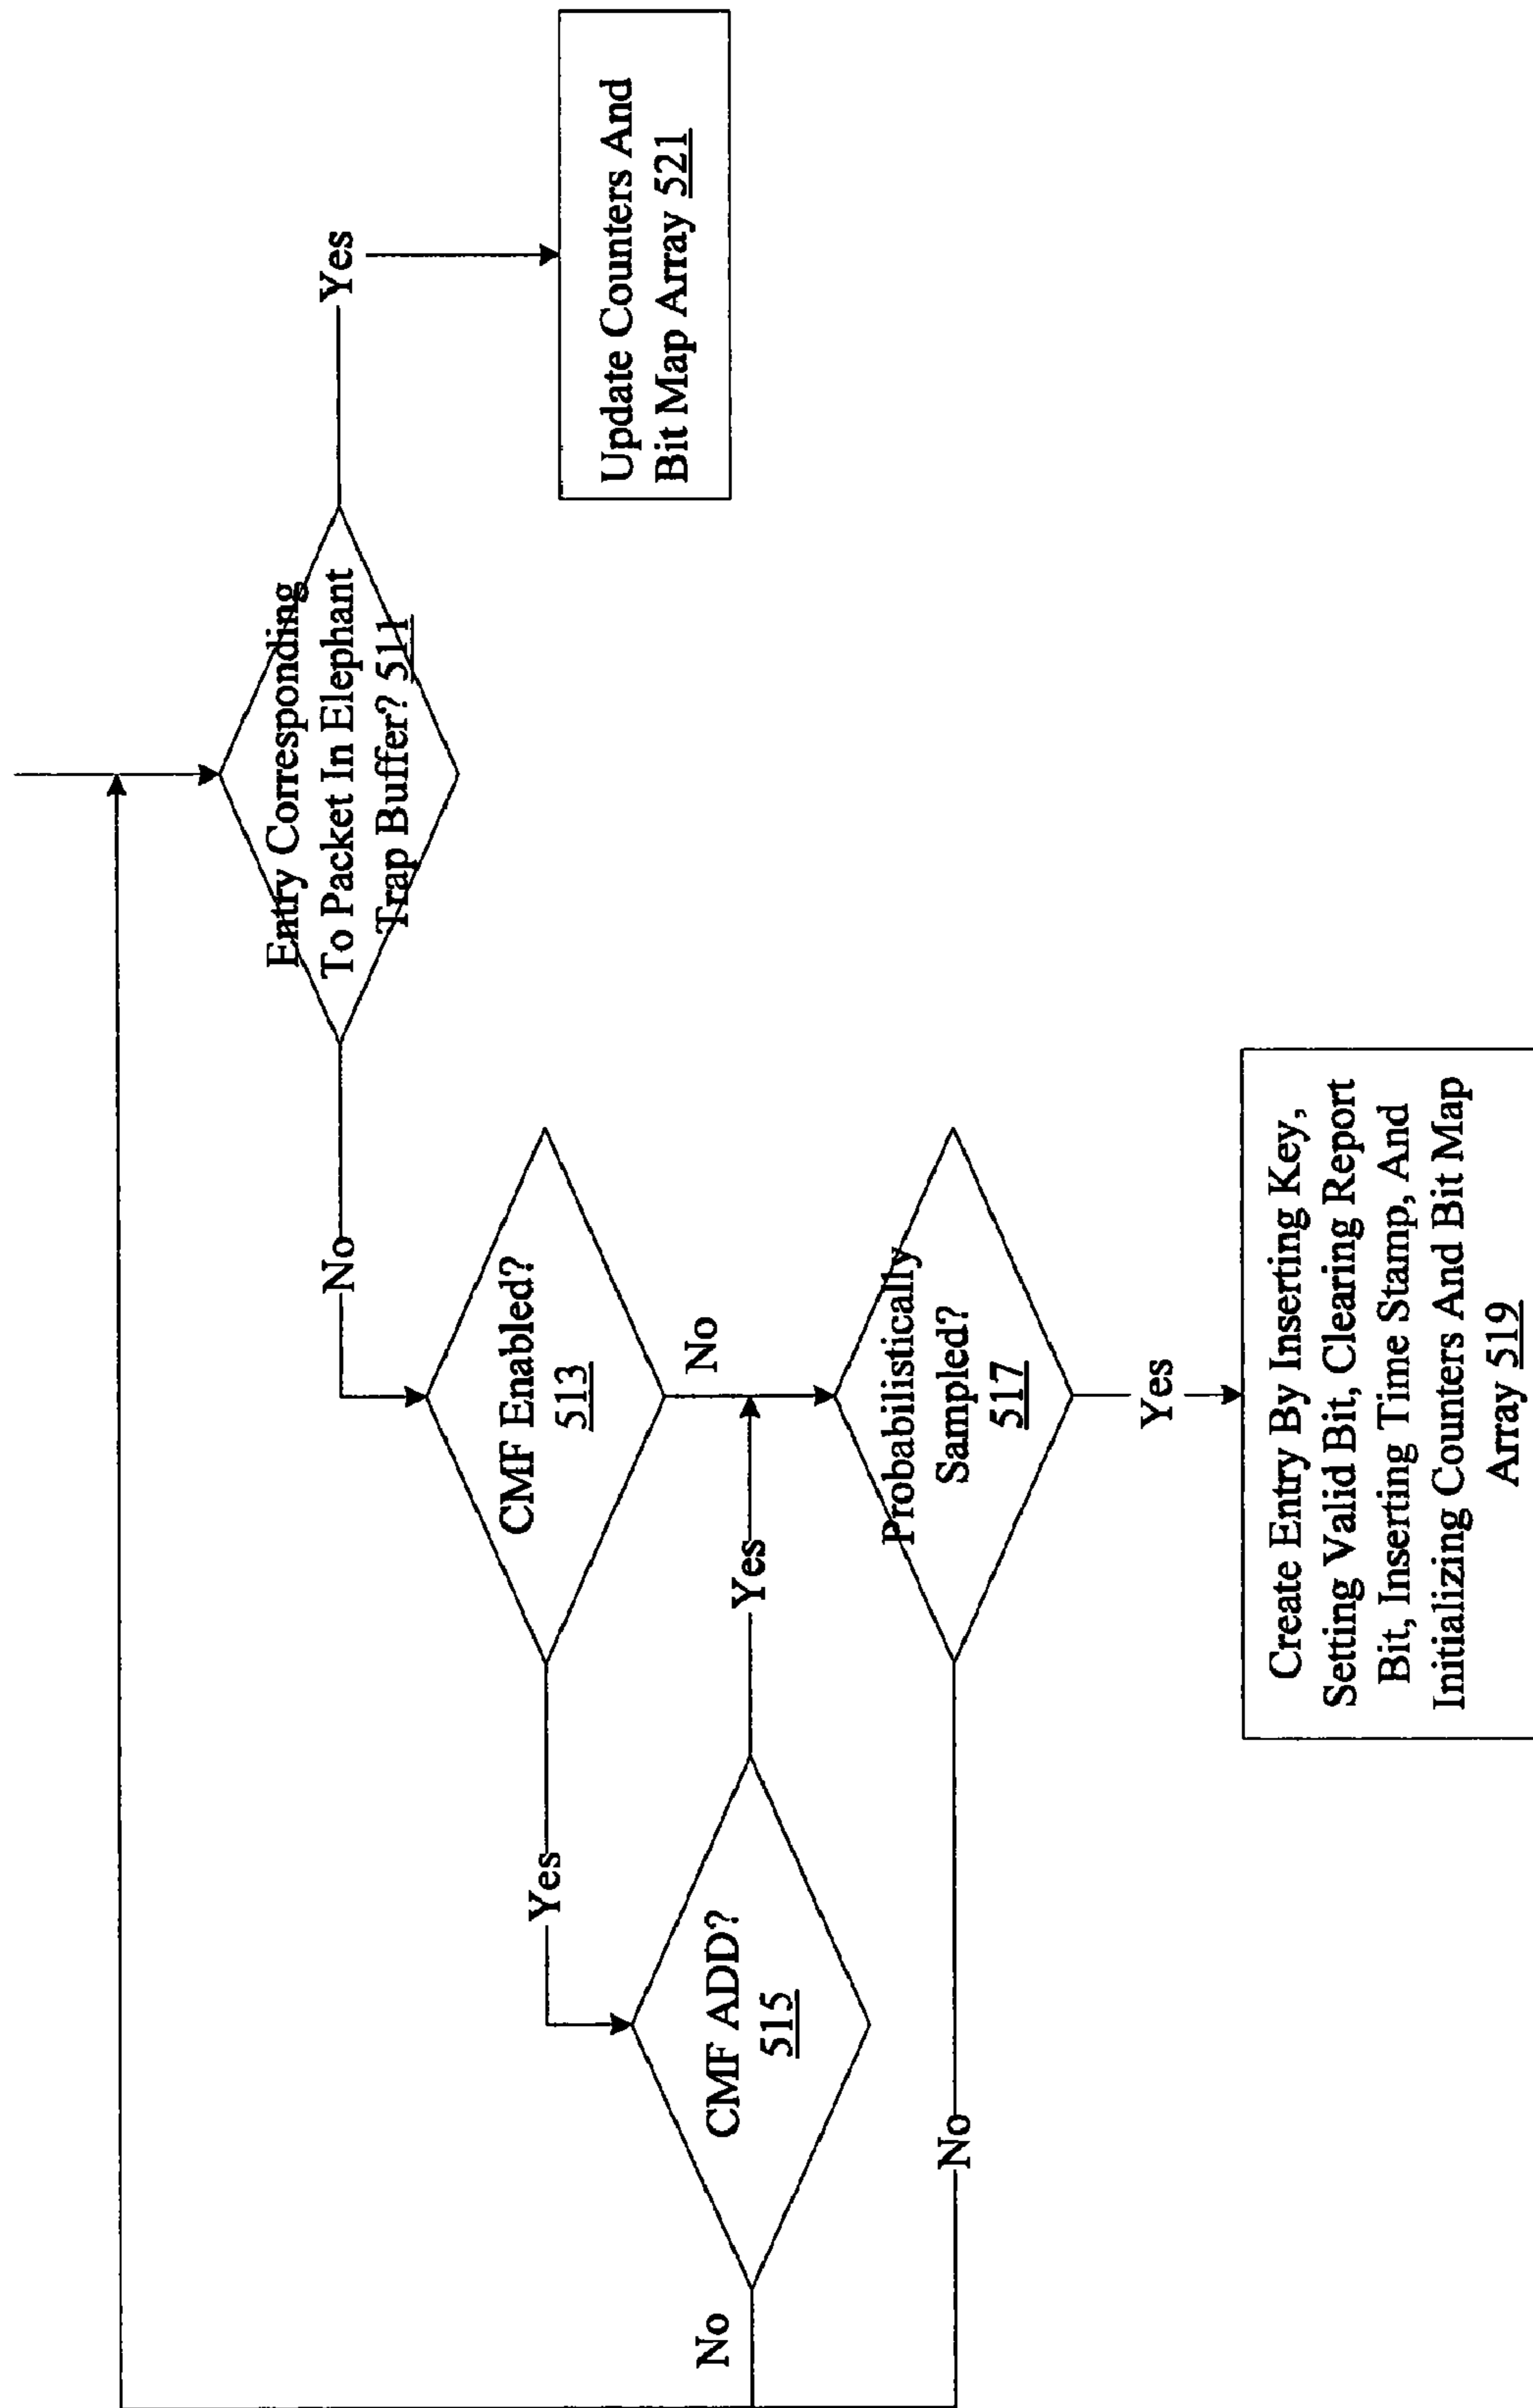 Entry Corresponding
To Packet In Elephant
Trap Buffer? 511
Yes
No
Update Counters And
Bit Map Array 521
CMF Enabled?
513
Yes
No
CMF ADD?
515
Yes
No
Probabilistically
Sampled?
517
No
Yes
Create Entry By Inserting Key,
Setting Valid Bit, Clearing Report
Bit, Inserting Time Stamp, And
Initializing Counters And Bit Map
Array 519